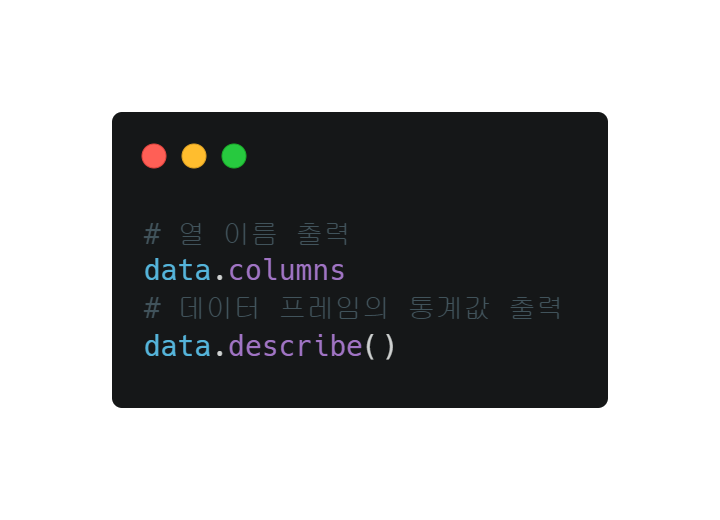 # 열 이름 출력
data.columns
# 데이터 프레임의 통계값 출력
data.describe()